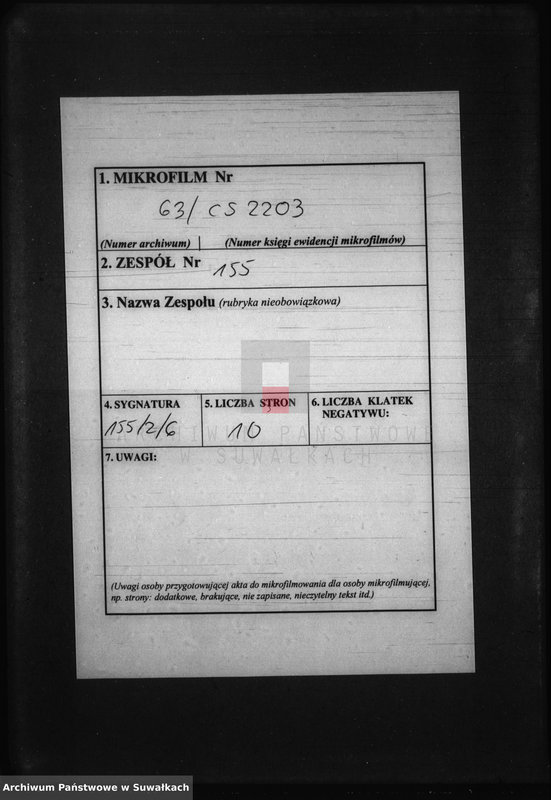 1. MIKROFILM Nr
63/ CS 2203
(Numer archiwum) (Numer księgi ewidencji mikrofilmów)
2. ZESPÓŁ Nr 155
3. Nazwa Zespołu (rubryka nieobowiązkowa)
4. SYGNATURA
155/2/6
5. LICZBA STRON
10
6. LICZBA KLATEK
NEGATYWU:
ARCHIWUM PAŃSTWOWE
W SUWAŁKACH
7. UWAGI:
(Uwagi osoby przygotowującej akta do mikrofilmowania dla osoby mikrofilmującej,
np. strony: dodatkowe, brakujące, nie zapisane, nieczytelny tekst itd.)
Archiwum Państwowe w Suwałkach